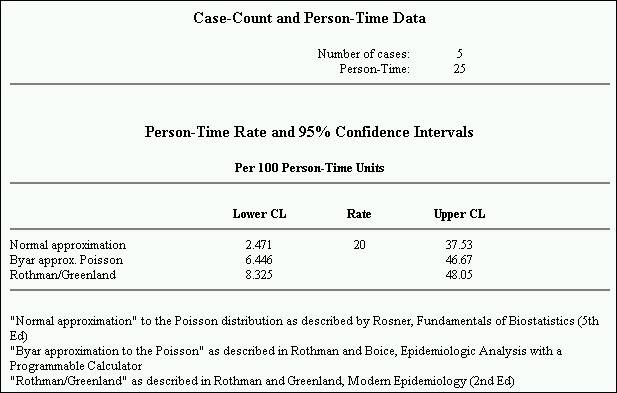 Case-Count and Person-Time Data
Number of cases: 5
Person-Time: 25
Person-Time Rate and 95% Confidence Intervals
Per 100 Person-Time Units
Lower CL Rate Upper CL
Normal approximation 2.471 20 37.53
Byar approx. Poisson 6.446 46.67
Rothman/Greenland 8.325 48.05
"Normal approximation" to the Poisson distribution as described by Rosner, Fundamentals of Biostatistics (5th
Ed)
"Byar approximation to the Poisson" as described in Rothman and Boice, Epidemiologic Analysis with a
Programmable Calculator
"Rothman/Greenland" as described in Rothman and Greenland, Modern Epidemiology (2nd Ed)